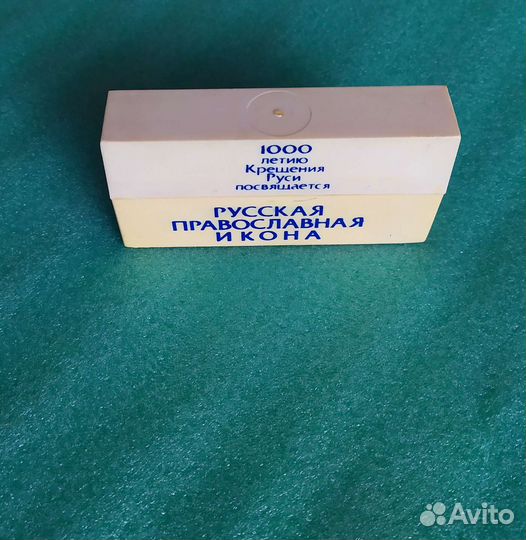 1000
летию
Крещения
Руси
посвящается
РУССКАЯ
ПРАВОСЛАВНАЯ
ИКОНА
Avito